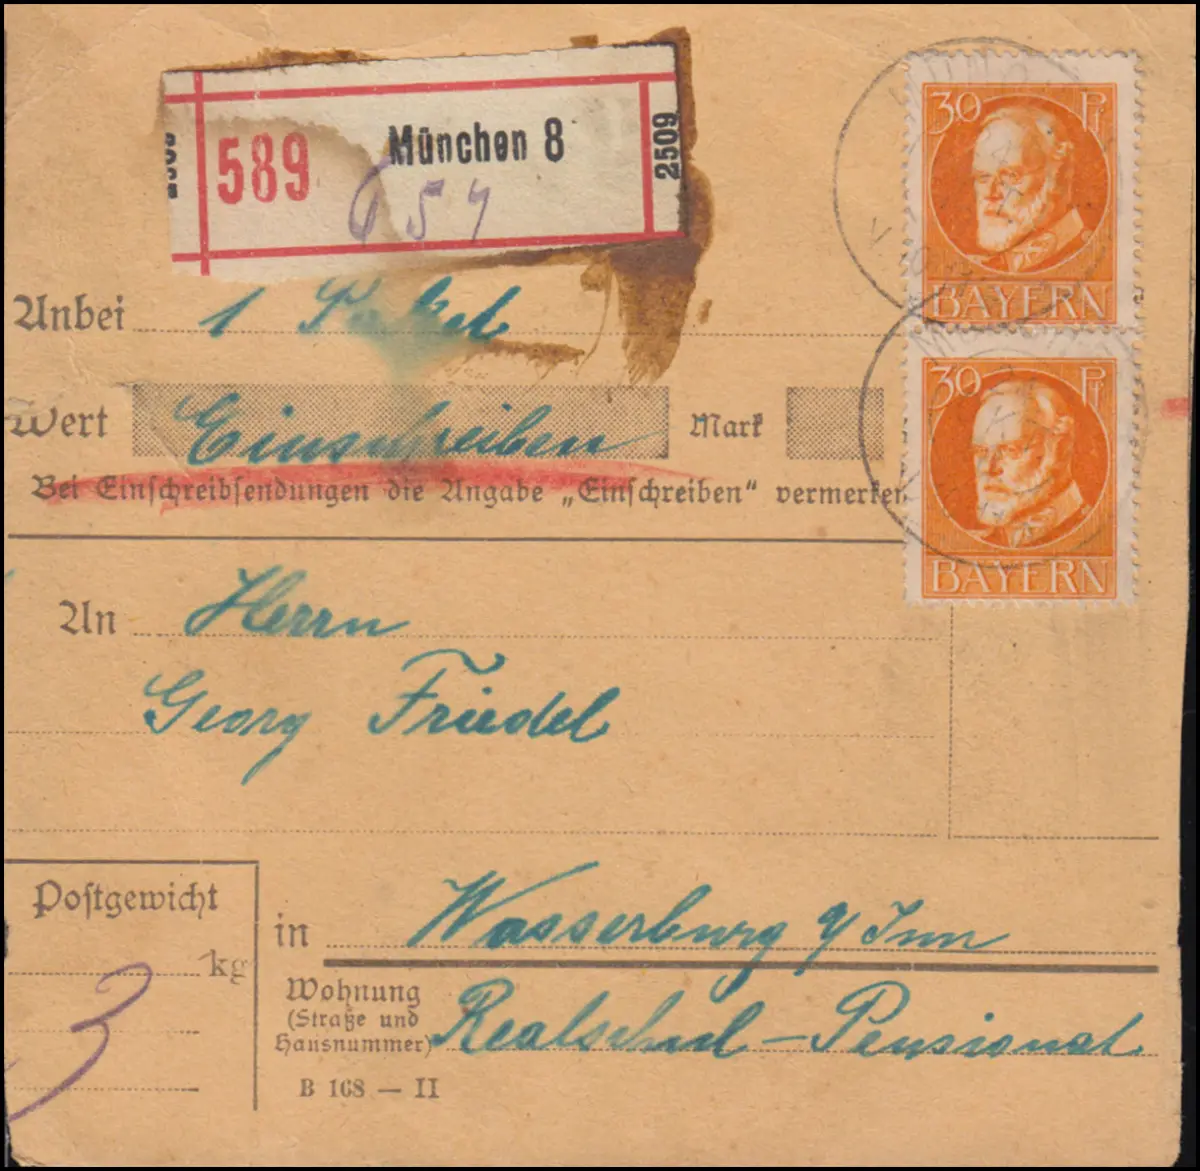 589 München 8 2509
659
30 Pf
BAYERN
Anbei 1 Paket
Wert Einschreiben Mark
Bei Einschreibsendungen die Angabe „Einschreiben“ vermerken
30 Pf
BAYERN
An Herrn
Georg Friedel
Postgewicht
kg
3
in Wasserburg a/Inn
Wohnung
(Straße und
Hausnummer) Realschul-Pensionat
B 168 — II